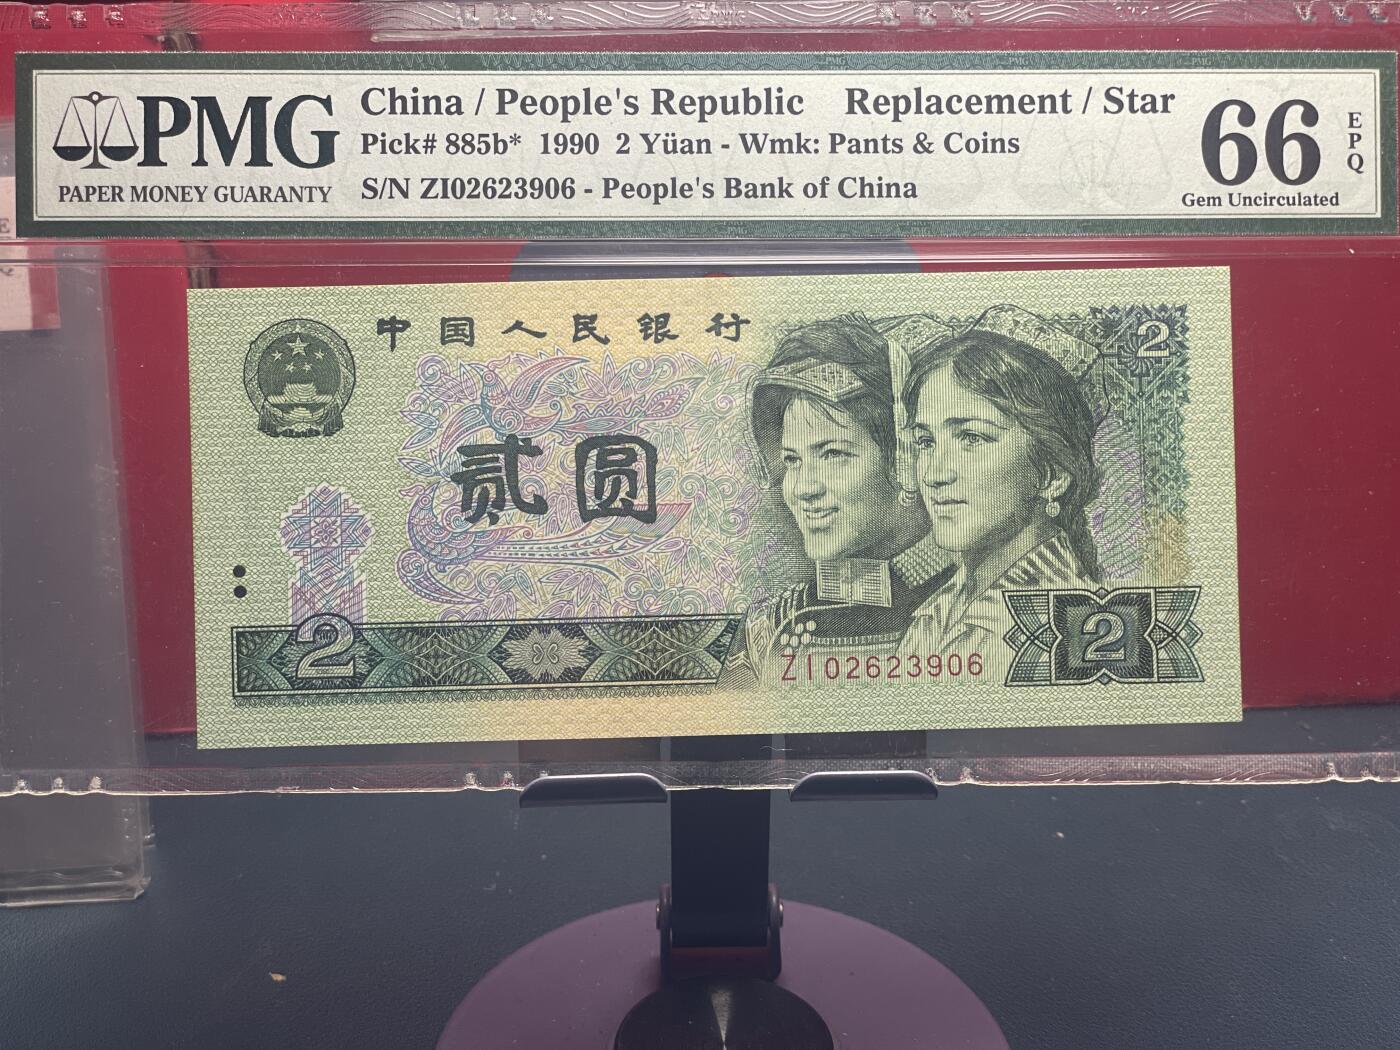 PMG
PAPER MONEY GUARANTY
China / People's Republic Replacement / Star
Pick# 885b* 1990 2 Yüan - Wmk: Pants & Coins
S/N ZI02623906 - People's Bank of China
66
EPQ
Gem Uncirculated
中国人民银行
2
贰圆
2
ZI02623906
2